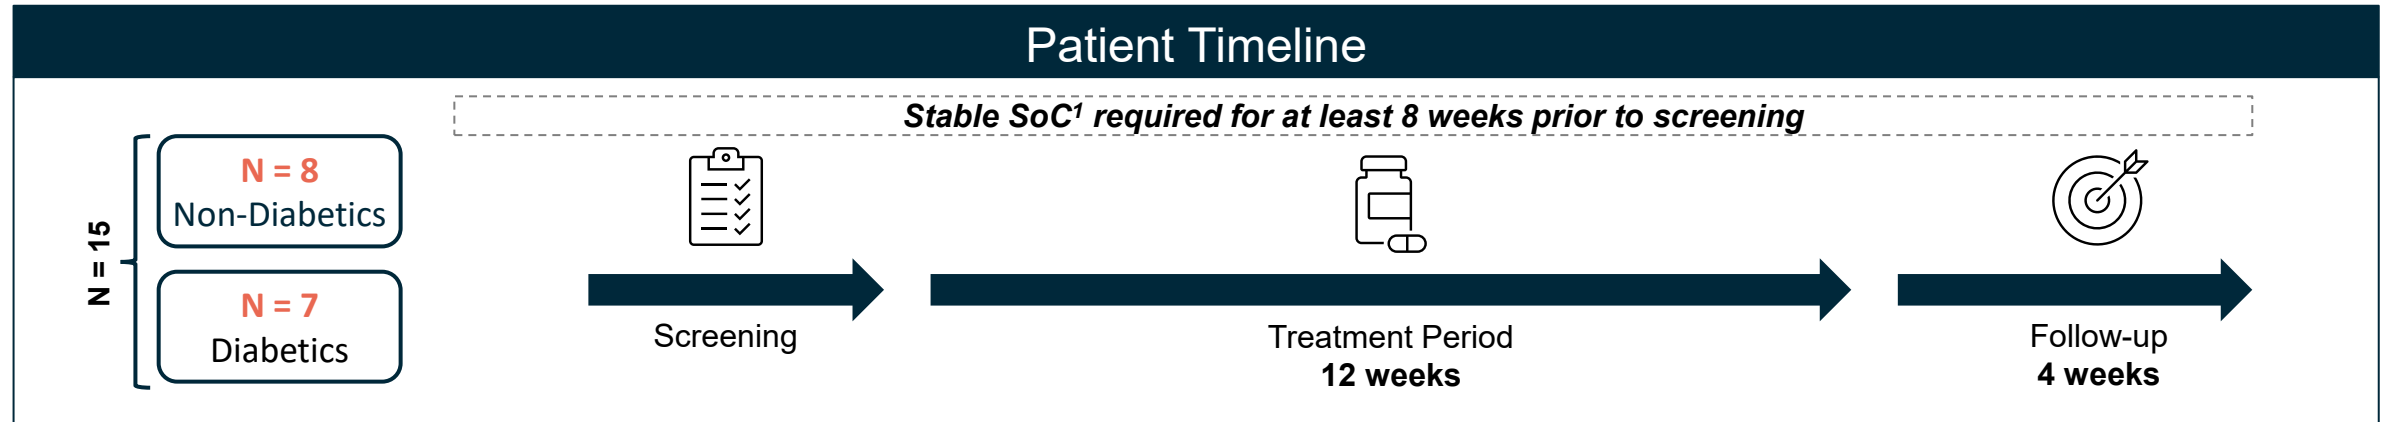 Patient Timeline
Stable SoC¹ required for at least 8 weeks prior to screening
N = 15
N = 8
Non-Diabetics
N = 7
Diabetics
Screening
Treatment Period
12 weeks
Follow-up
4 weeks